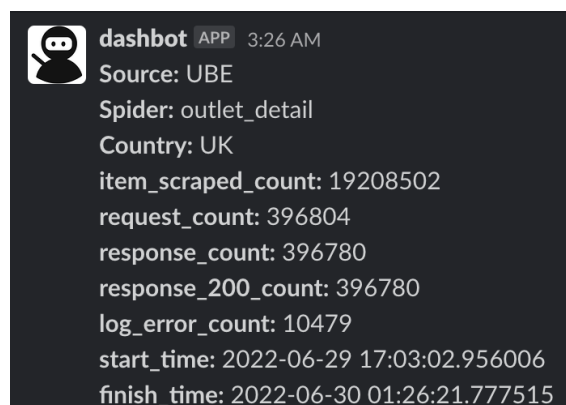 dashbot APP 3:26 AM
Source: UBE
Spider: outlet_detail
Country: UK
item_scraped_count: 19208502
request_count: 396804
response_count: 396780
response_200_count: 396780
log_error_count: 10479
start_time: 2022-06-29 17:03:02.956006
finish_time: 2022-06-30 01:26:21.777515